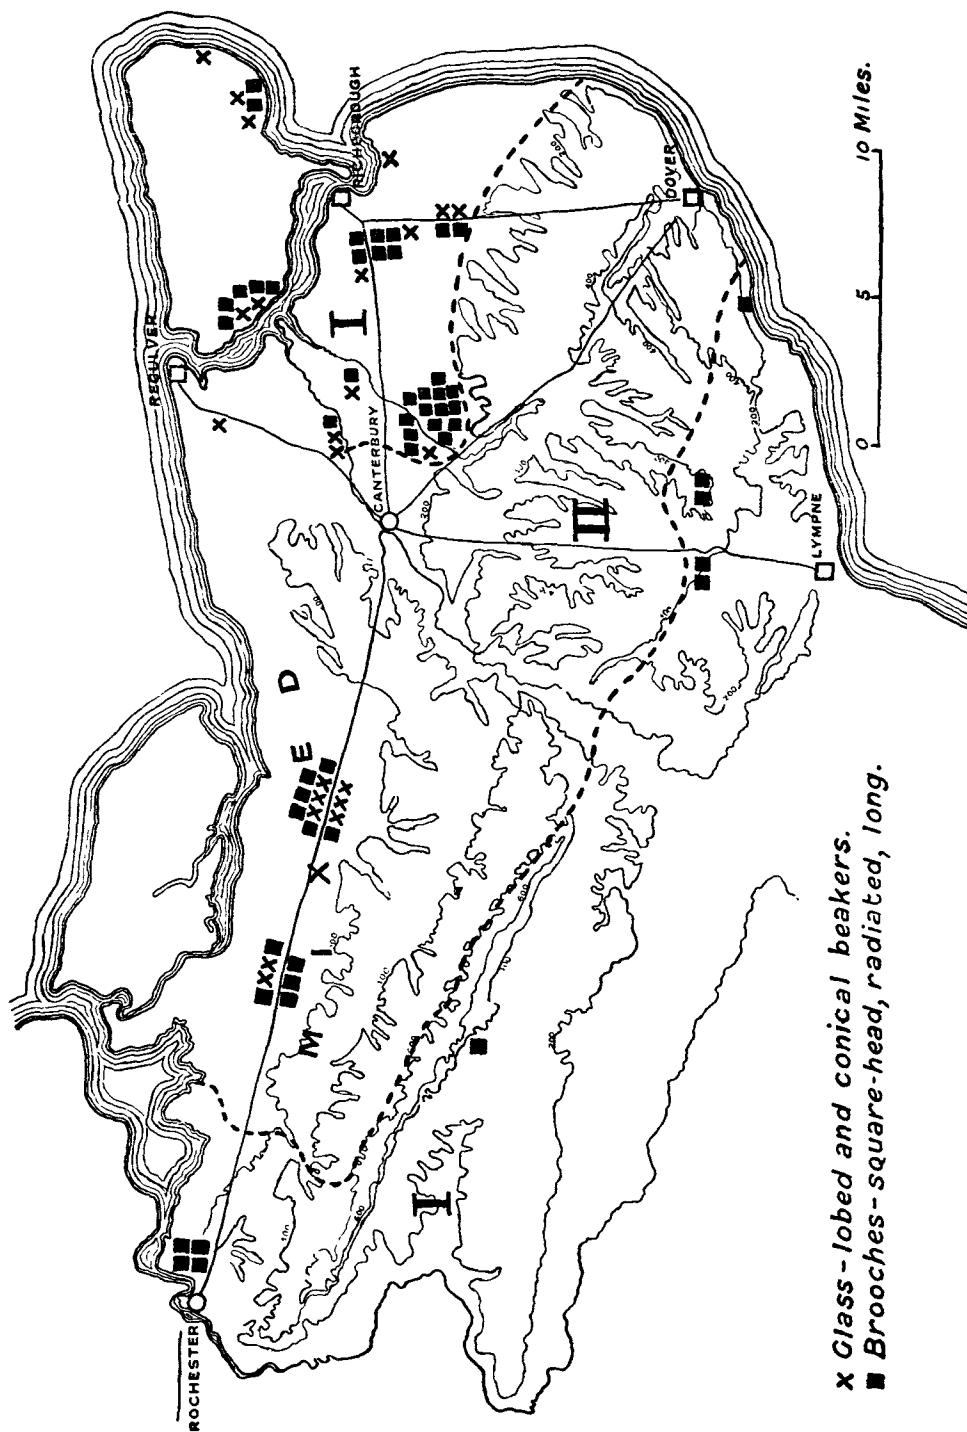 REGULVER
RICHBOROUGH
ROCHESTER
CANTERBURY
DOVER
LYMPNE
I
II
I
M I X E D
0 5 10 Miles.
x Glass-lobed and conical beakers.
■ Brooches-square-head, radiated, long.